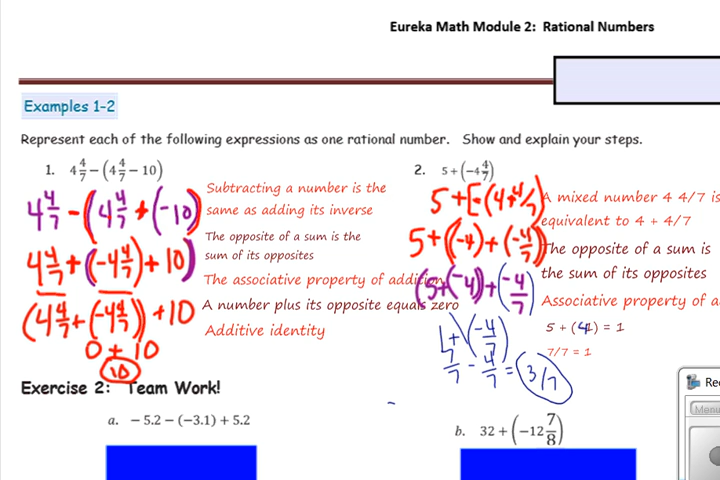 Eureka Math Module 2: Rational Numbers
Examples 1-2
Represent each of the following expressions as one rational number. Show and explain your steps.
1. 4 4/7 − (4 4/7 − 10)
4 4/7 - (4 4/7 + (-10))
Subtracting a number is the
same as adding its inverse
4 4/7 + (-4 4/7) + 10)
The opposite of a sum is the
sum of its opposites
The associative property of addition
(4 4/7 + (-4 4/7)) + 10
A number plus its opposite equals zero
0 + 10
Additive identity
10
2. 5 + (−4 4/7)
5 + [- (4 + 4/7)
A mixed number 4 4/7 is
equivalent to 4 + 4/7
5 + ((-4) + (-4/7))
The opposite of a sum is
the sum of its opposites
(5 + (-4)) + (-4/7)
Associative property of a
1 + (-4/7)
5 + (-4) = 1
7/7 - 4/7 = 3/7
7/7 = 1
Exercise 2: Team Work!
a. − 5.2 − (−3.1) + 5.2
b. 32 + (−12 7/8)
Rec
Menu